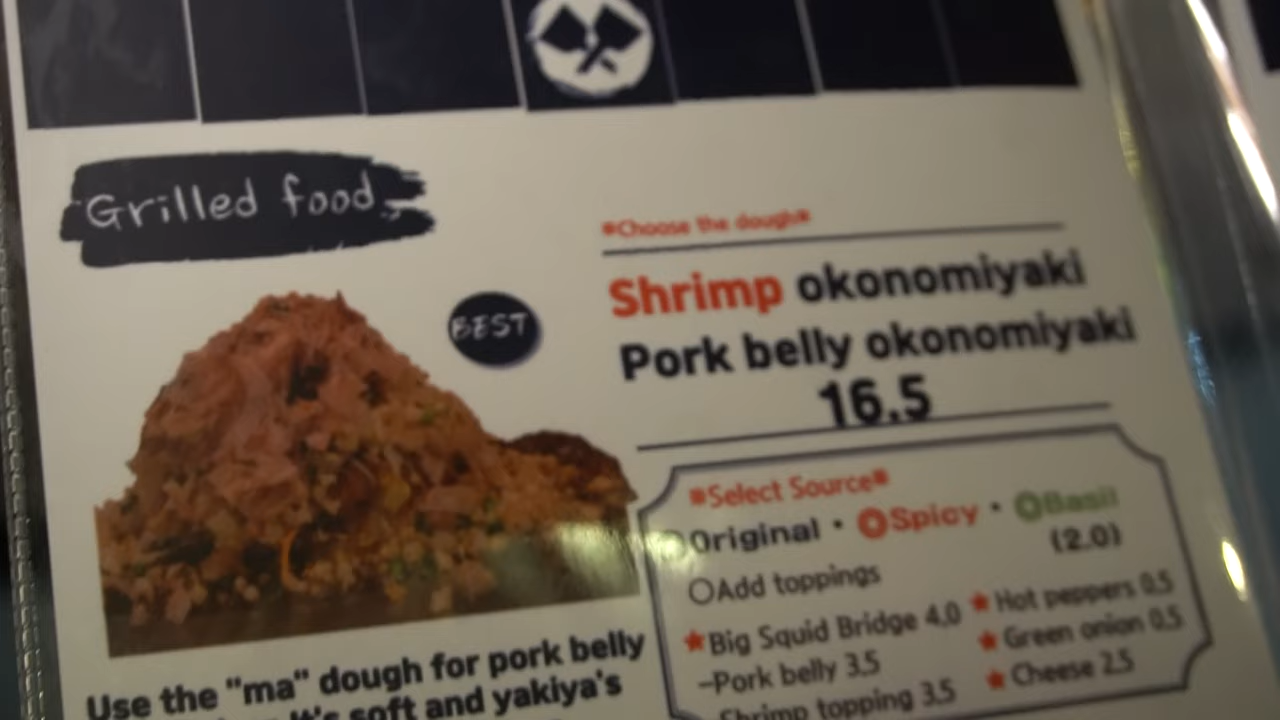 Grilled food
BEST
※Choose the dough※
Shrimp okonomiyaki
Pork belly okonomiyaki
16.5
※Select Source※
Original · Spicy · Basil
(2.0)
Add toppings
★Big Squid Bridge 4.0
–Pork belly 3.5
Shrimp topping 3.5
★ Hot peppers 0.5
★ Green onion 0.5
★ Cheese 2.5
Use the "ma" dough for pork belly
It's soft and yakiya's